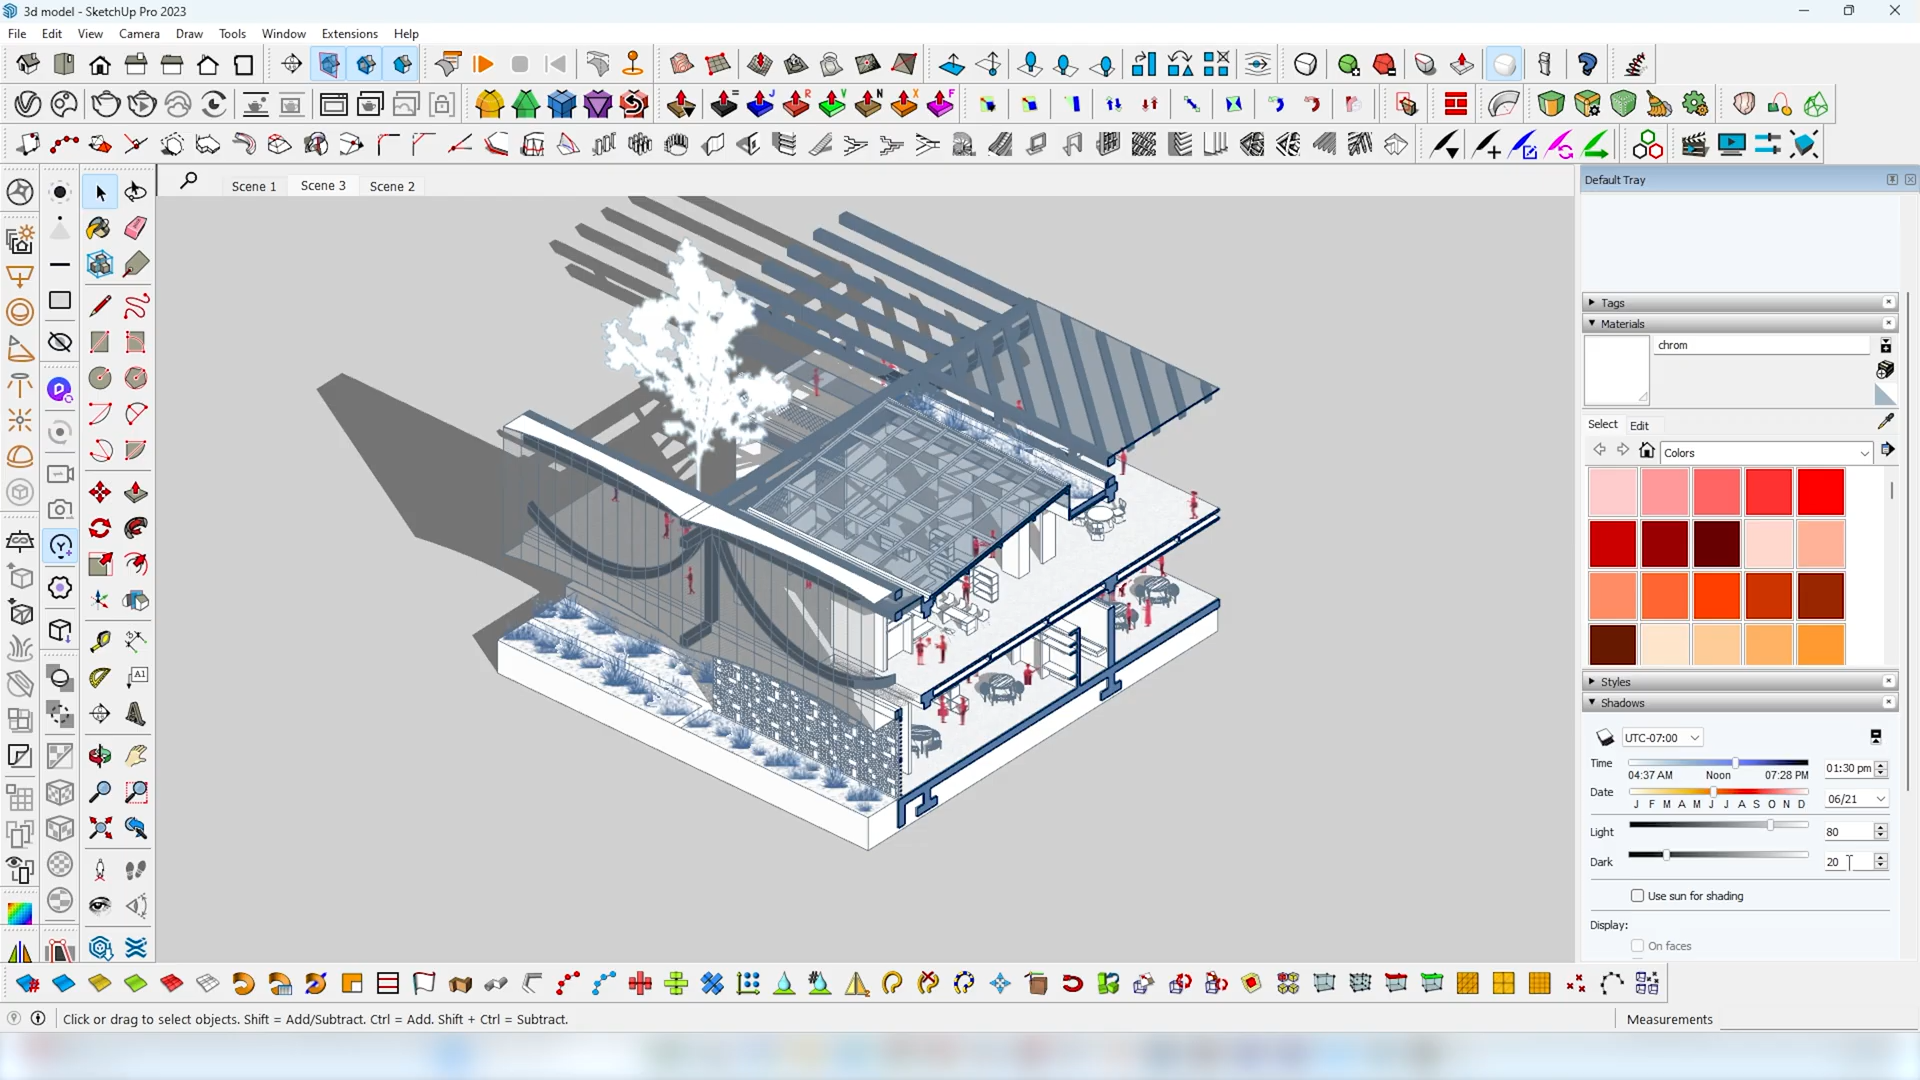 3d model - SketchUp Pro 2023
File Edit View Camera Draw Tools Window Extensions Help
= J R V N X F
Scene 1 Scene 3 Scene 2
Default Tray
Tags
Materials
chrom
Select Edit
Colors
Styles
Shadows
UTC-07:00
Time
04:37 AM Noon 07:28 PM
01:30 pm
Date
J F M A M J J A S O N D
06/21
Light 80
Dark 20
Use sun for shading
Display:
On faces
A1
Click or drag to select objects. Shift = Add/Subtract. Ctrl = Add. Shift + Ctrl = Subtract.
Measurements